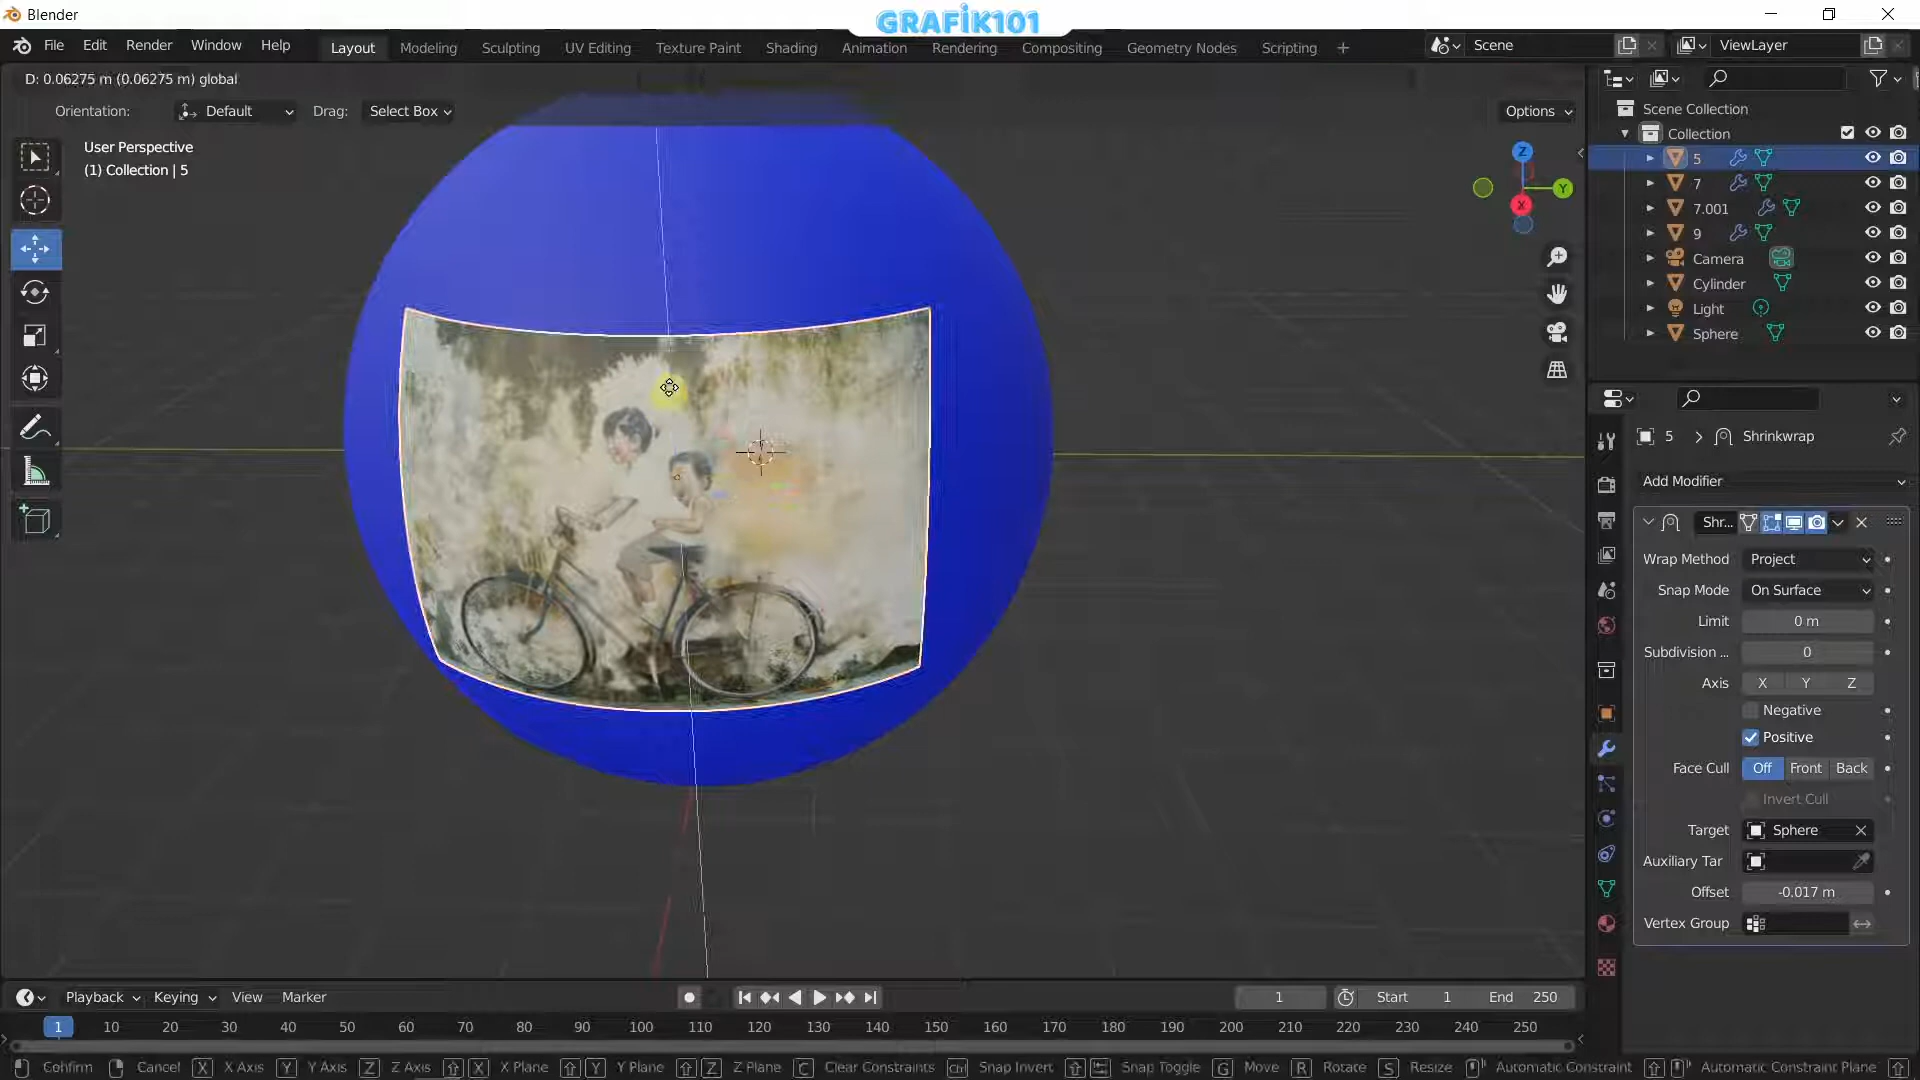 Blender
GRAFİK101
File Edit Render Window Help
Layout Modeling Sculpting UV Editing Texture Paint Shading Animation Rendering Compositing Geometry Nodes Scripting
Scene
ViewLayer
D: 0.06275 m (0.06275 m) global
Orientation: Default Drag: Select Box
Options
User Perspective
(1) Collection | 5
Z
Y
X
Scene Collection
Collection
5
7
7.001
9
Camera
Cylinder
Light
Sphere
5 > Shrinkwrap
Add Modifier
Shr...
Wrap Method Project
Snap Mode On Surface
Limit 0 m
Subdivision ... 0
Axis X Y Z
Negative
Positive
Face Cull Off Front Back
Invert Cull
Target Sphere
Auxiliary Tar
Offset -0.017 m
Vertex Group
Playback Keying View Marker
1
Start 1 End 250
1 10 20 30 40 50 60 70 80 90 100 110 120 130 140 150 160 170 180 190 200 210 220 230 240 250
Confirm Cancel X X Axis Y Y Axis Z Z Axis X X Plane Y Y Plane Z Z Plane C Clear Constraints Ctrl Snap Invert Snap Toggle G Move R Rotate S Resize Automatic Constraint Automatic Constraint Plane